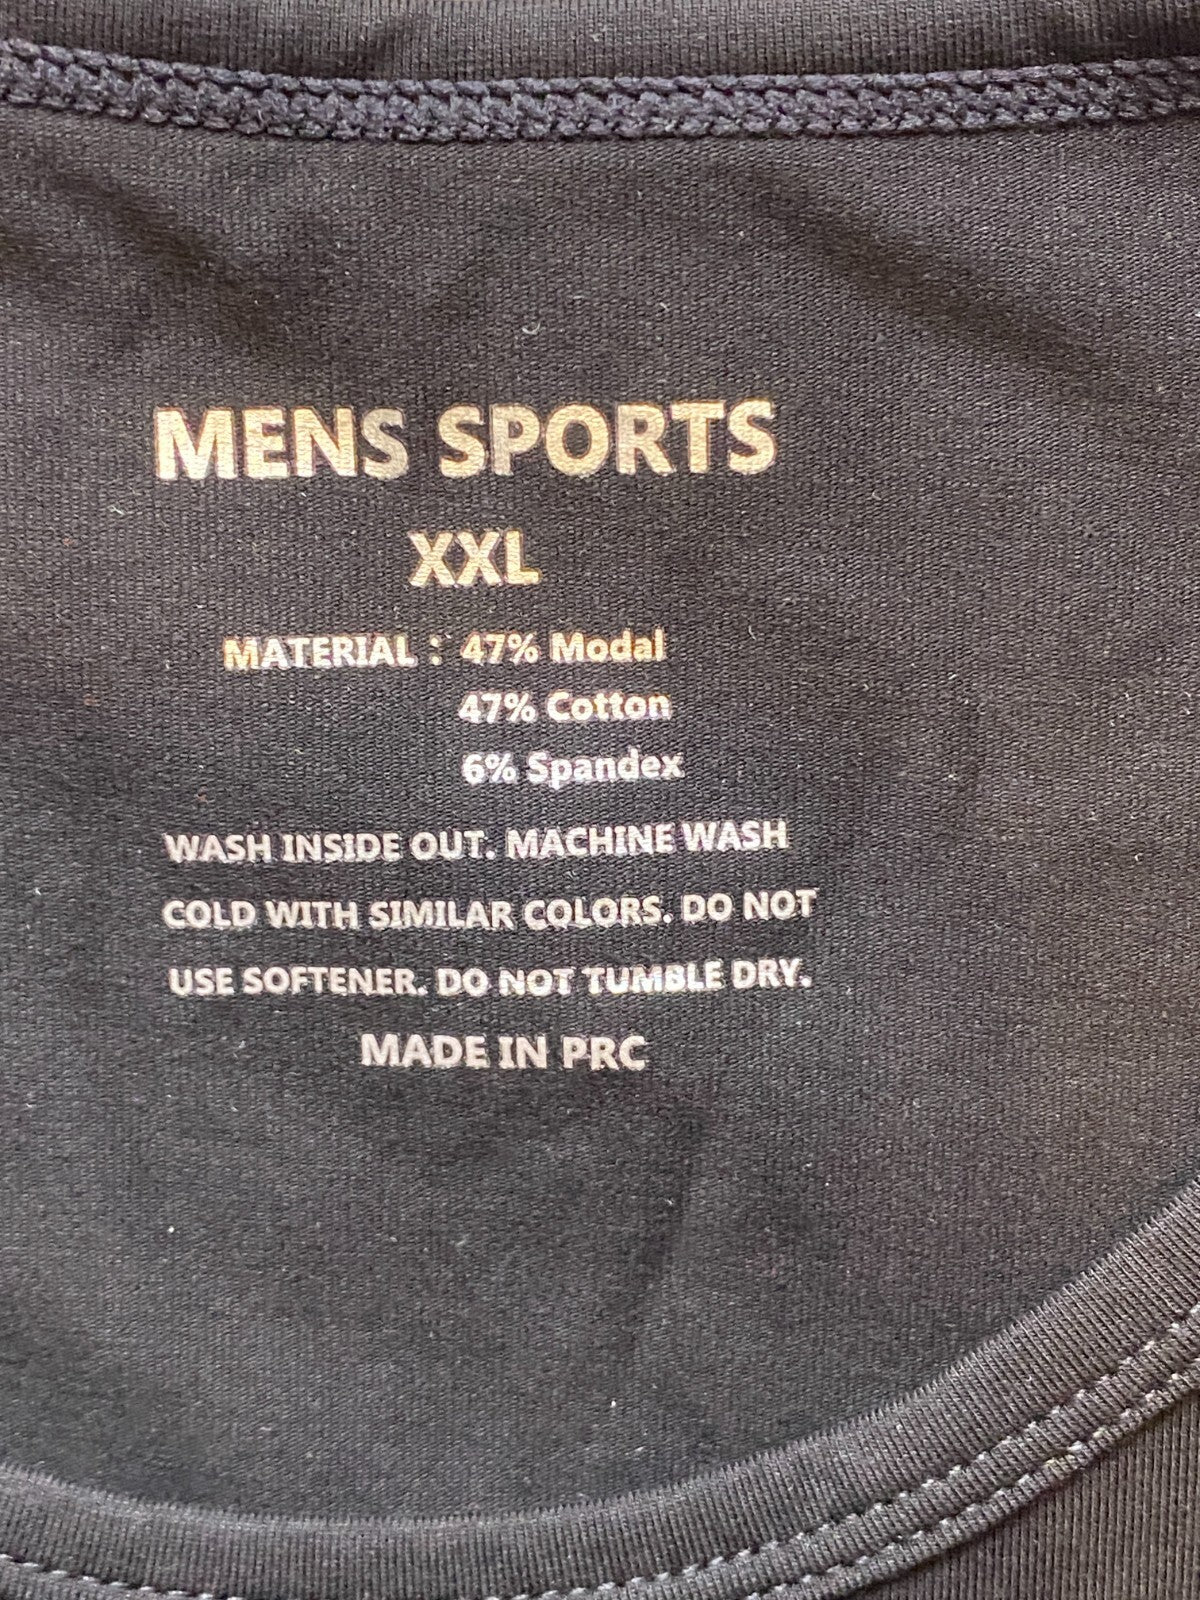 MENS SPORTS
XXL
MATERIAL : 47% Modal
47% Cotton
6% Spandex
WASH INSIDE OUT. MACHINE WASH
COLD WITH SIMILAR COLORS. DO NOT
USE SOFTENER. DO NOT TUMBLE DRY.
MADE IN PRC